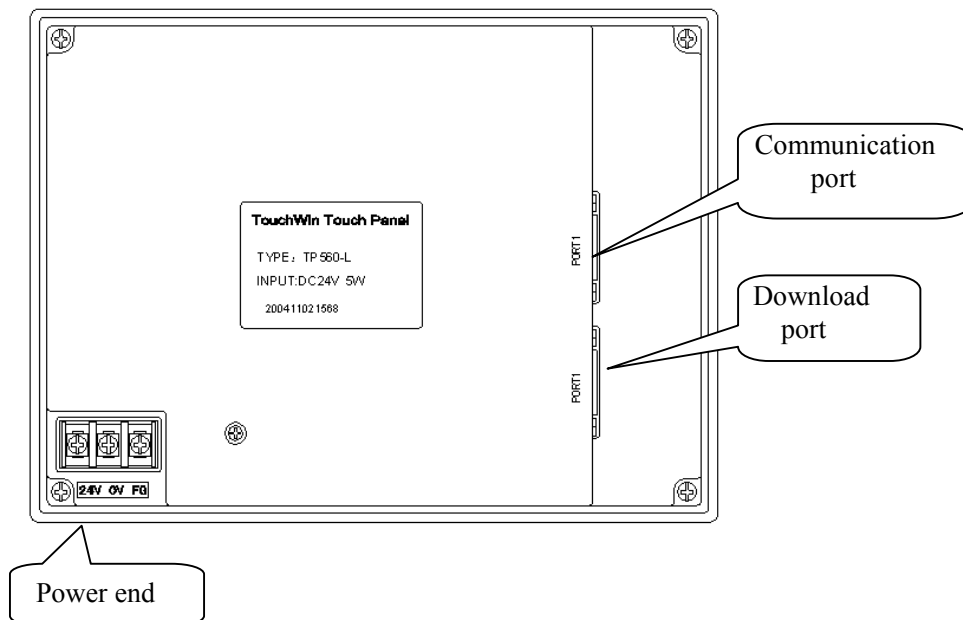 Communication
port
TouchWin Touch Panel
TYPE: TP560-L
INPUT:DC24V 5W
200411021568
PORT1
Download
port
PORT1
24V 0V FG
Power end